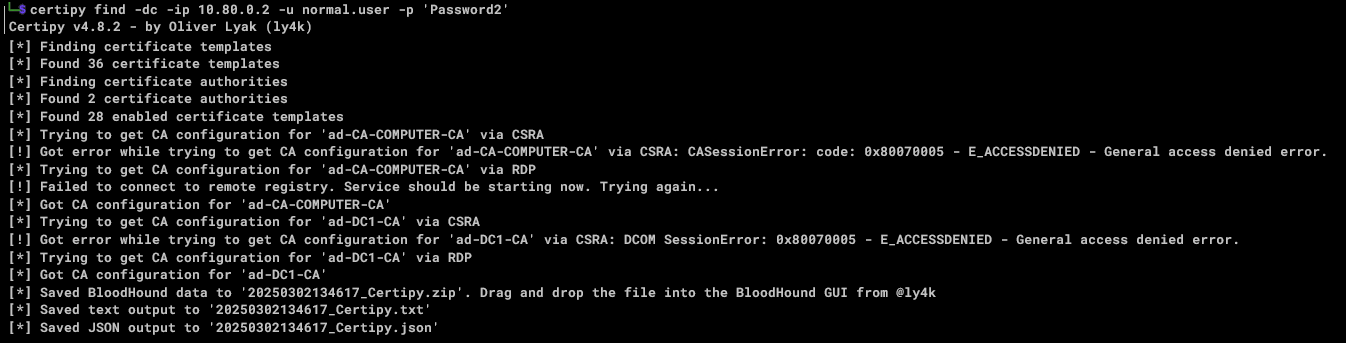 └─$ certipy find -dc -ip 10.80.0.2 -u normal.user -p 'Password2'
Certipy v4.8.2 - by Oliver Lyak (ly4k)
[*] Finding certificate templates
[*] Found 36 certificate templates
[*] Finding certificate authorities
[*] Found 2 certificate authorities
[*] Found 28 enabled certificate templates
[*] Trying to get CA configuration for 'ad-CA-COMPUTER-CA' via CSRA
[!] Got error while trying to get CA configuration for 'ad-CA-COMPUTER-CA' via CSRA: CASessionError: code: 0x80070005 - E_ACCESSDENIED - General access denied error.
[*] Trying to get CA configuration for 'ad-CA-COMPUTER-CA' via RDP
[!] Failed to connect to remote registry. Service should be starting now. Trying again...
[*] Got CA configuration for 'ad-CA-COMPUTER-CA'
[*] Trying to get CA configuration for 'ad-DC1-CA' via CSRA
[!] Got error while trying to get CA configuration for 'ad-DC1-CA' via CSRA: DCOM SessionError: 0x80070005 - E_ACCESSDENIED - General access denied error.
[*] Trying to get CA configuration for 'ad-DC1-CA' via RDP
[*] Got CA configuration for 'ad-DC1-CA'
[*] Saved BloodHound data to '20250302134617_Certipy.zip'. Drag and drop the file into the BloodHound GUI from @ly4k
[*] Saved text output to '20250302134617_Certipy.txt'
[*] Saved JSON output to '20250302134617_Certipy.json'